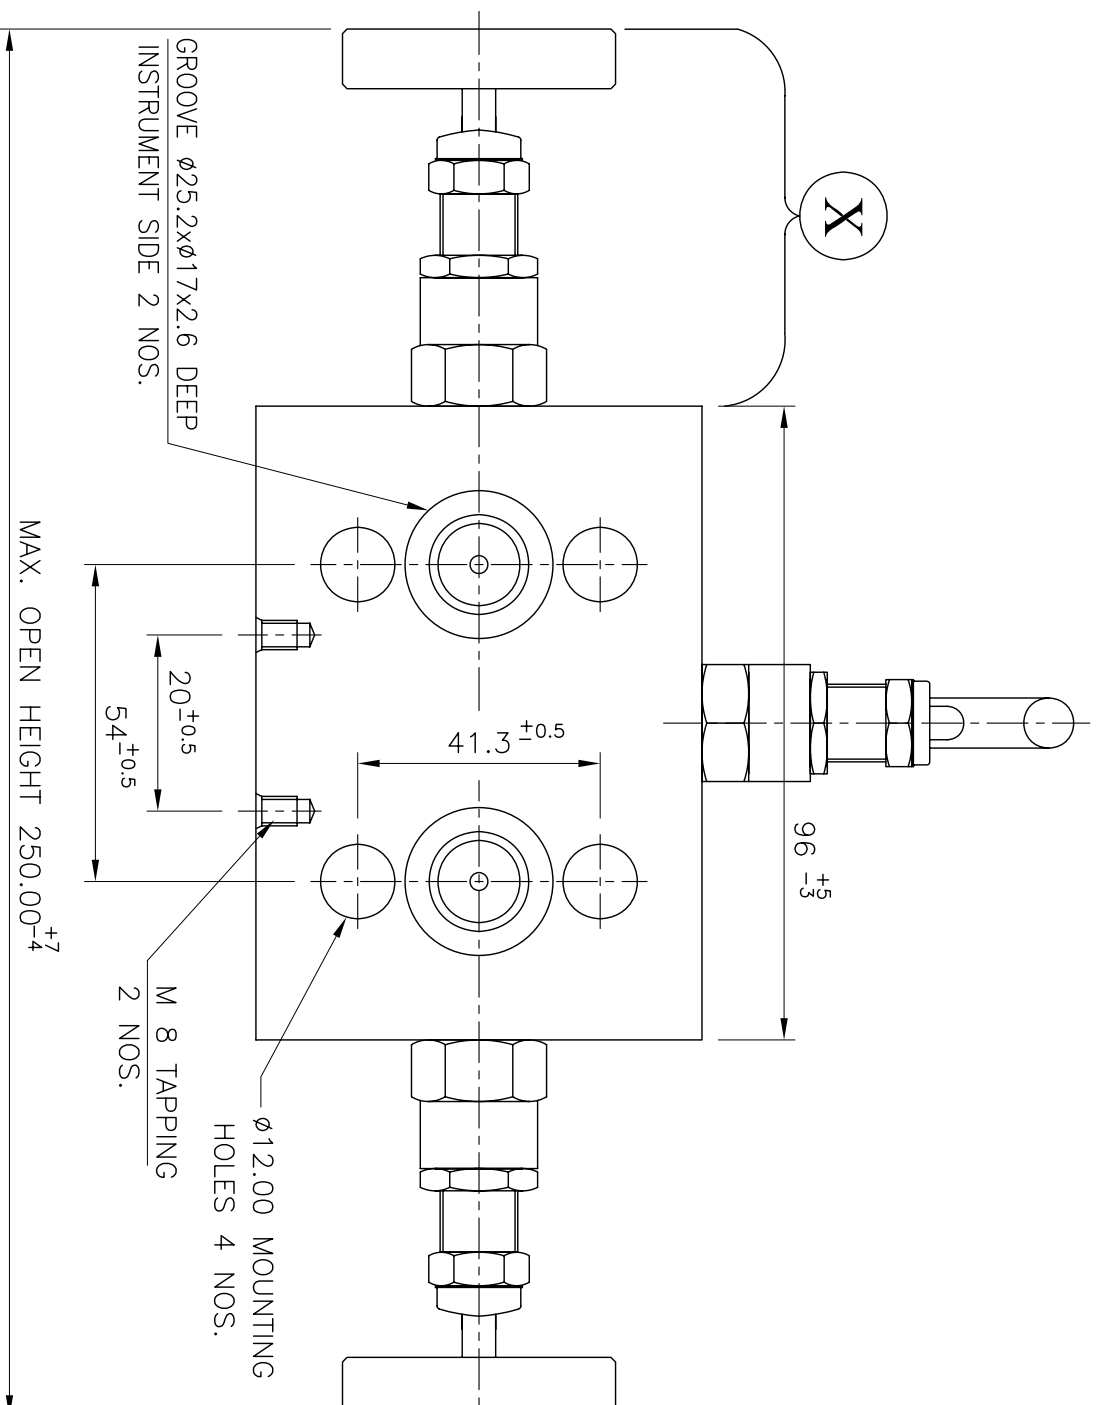 X
GROOVE ø25.2xø17x2.6 DEEP
INSTRUMENT SIDE 2 NOS.
96 +5 -3
41.3±0.5
20±0.5
54±0.5
MAX. OPEN HEIGHT 250.00 +7 -4
M 8 TAPPING
2 NOS.
ø12.00 MOUNTING
HOLES 4 NOS.